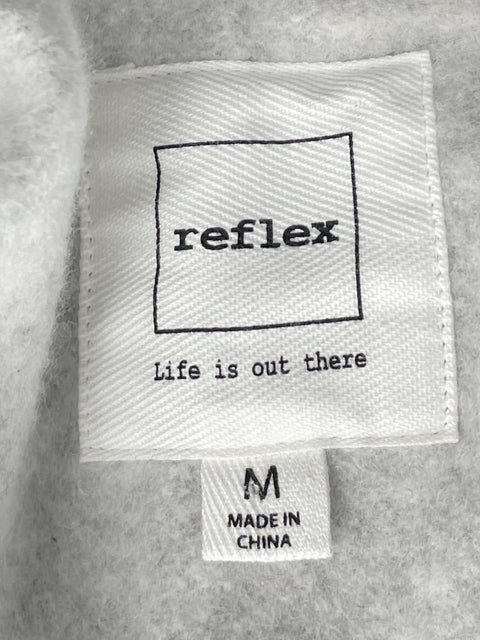 reflex
Life is out there
M
MADE IN
CHINA